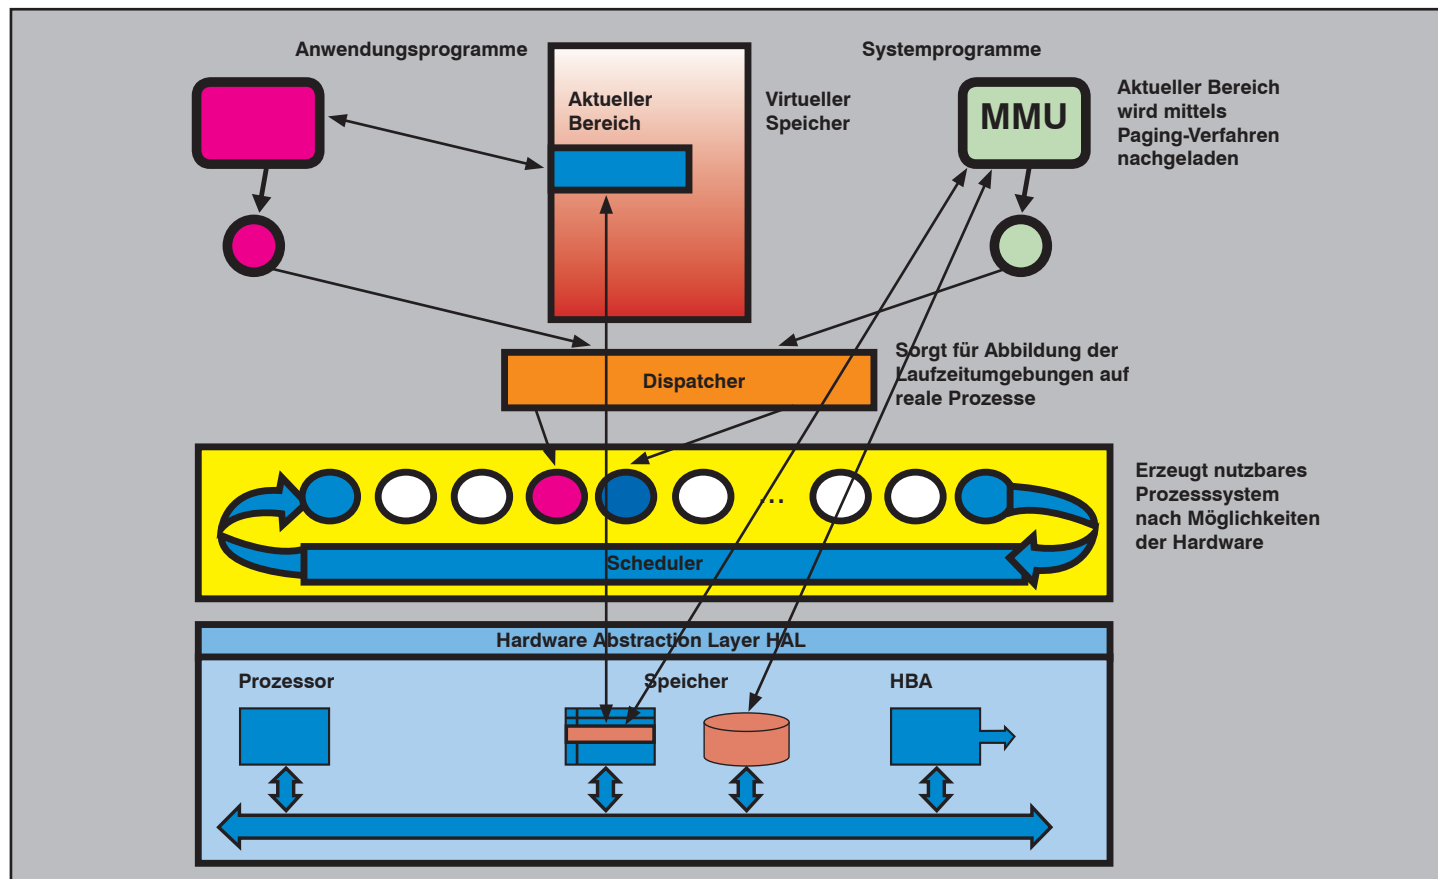 Anwendungsprogramme
Systemprogramme
Aktueller
Bereich
Virtueller
Speicher
MMU
Aktueller Bereich
wird mittels
Paging-Verfahren
nachgeladen
Dispatcher
Sorgt für Abbildung der
Laufzeitumgebungen auf
reale Prozesse
...
Scheduler
Erzeugt nutzbares
Prozesssystem
nach Möglichkeiten
der Hardware
Hardware Abstraction Layer HAL
Prozessor
Speicher
HBA